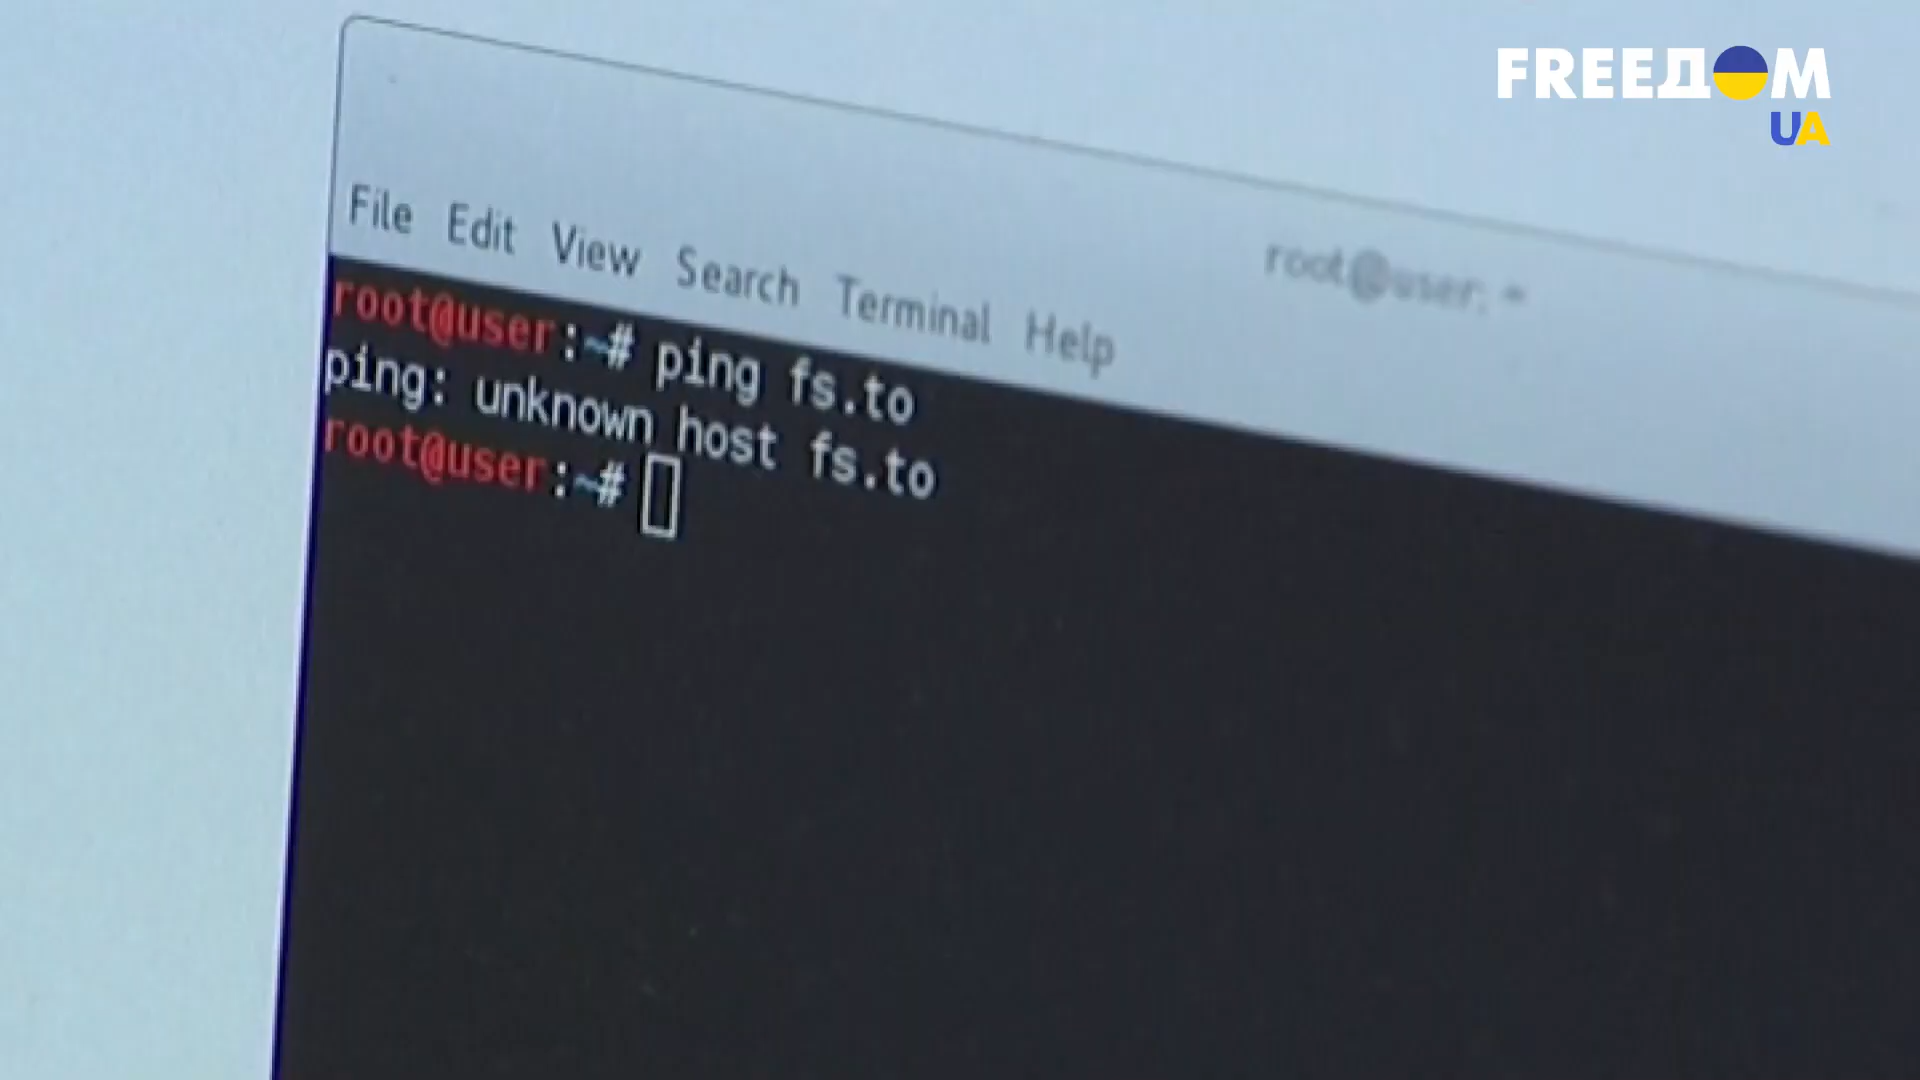 FREEДOM
UA
root@user: ~
File Edit View Search Terminal Help
root@user:~# ping fs.to
ping: unknown host fs.to
root@user:~#